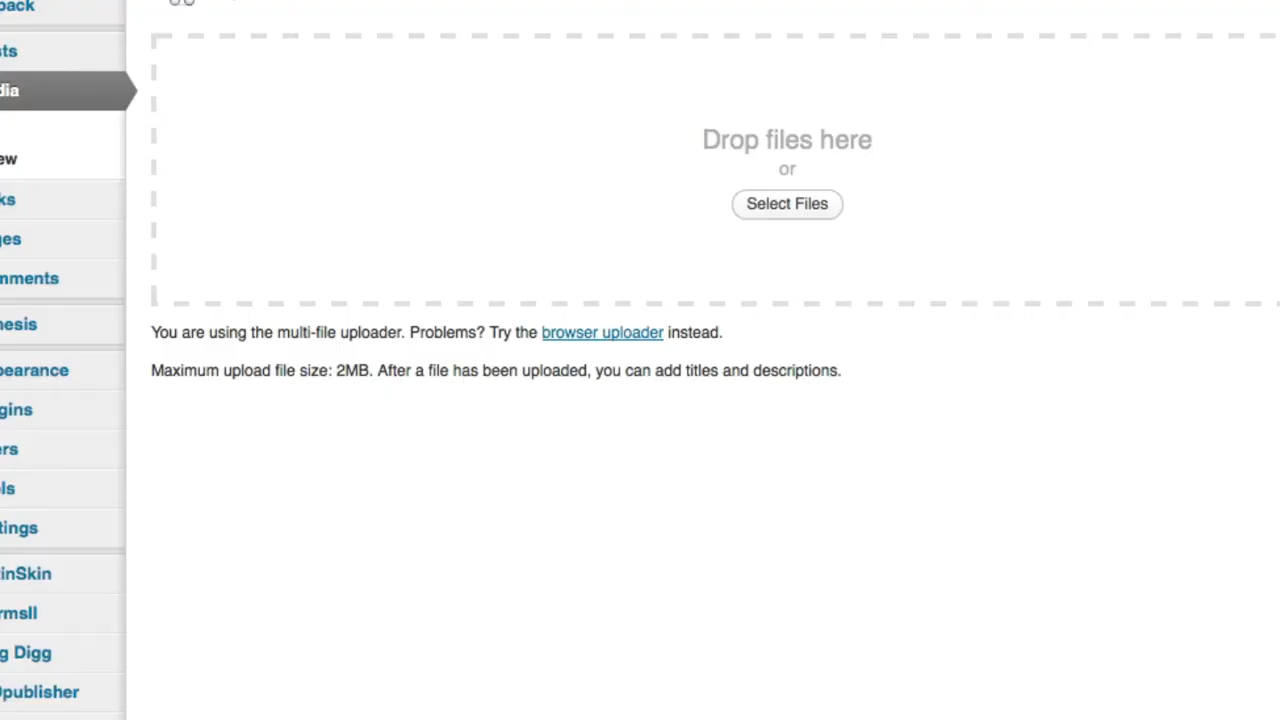 pack
sts
dia
ew
ks
ges
mments
nesis
pearance
gins
ers
ls
tings
inSkin
rmsII
g Digg
publisher
Drop files here
or
Select Files
You are using the multi-file uploader. Problems? Try the browser uploader instead.
Maximum upload file size: 2MB. After a file has been uploaded, you can add titles and descriptions.